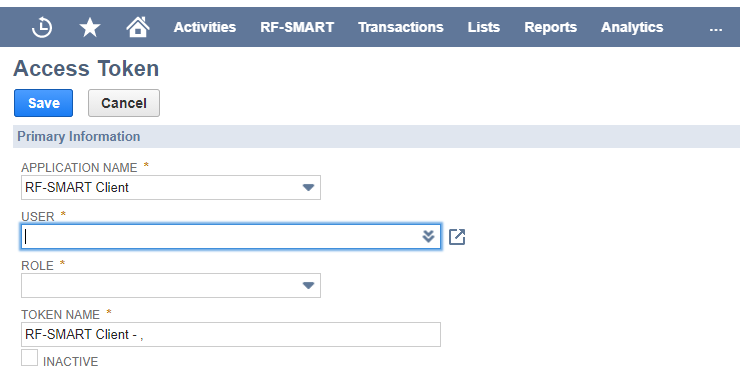 Activities RF-SMART Transactions Lists Reports Analytics ...
Access Token
Save Cancel
Primary Information
APPLICATION NAME *
RF-SMART Client
USER *
ROLE *
TOKEN NAME *
RF-SMART Client - ,
INACTIVE